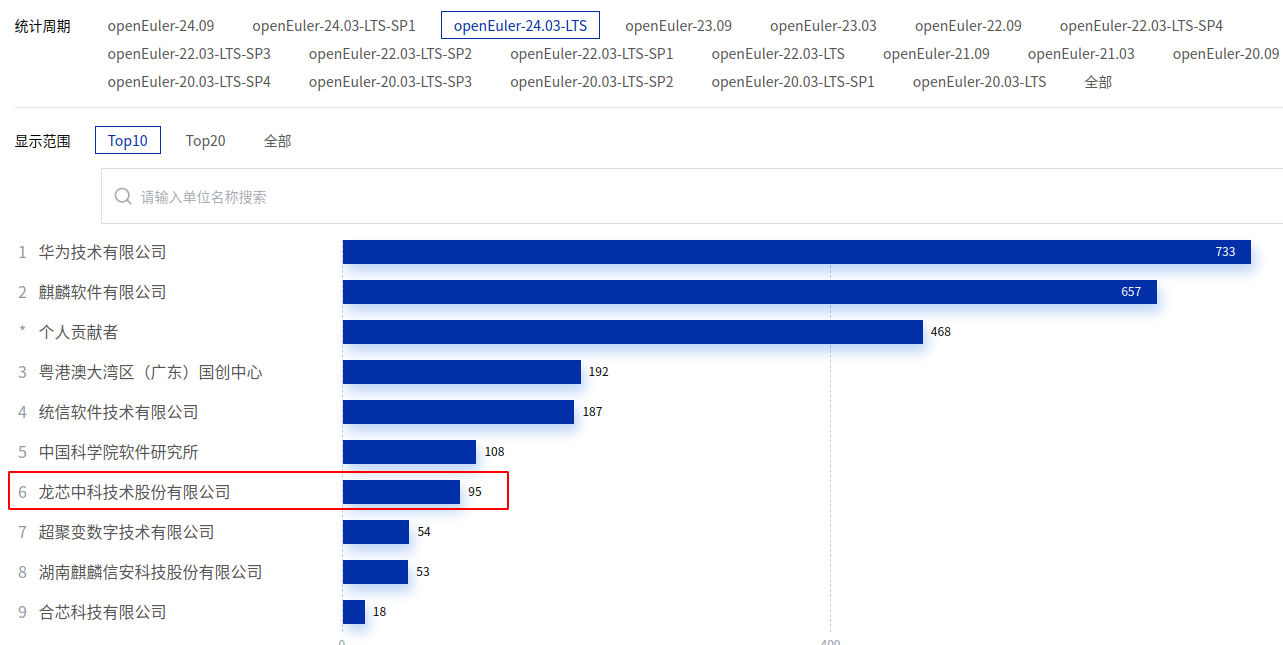 统计周期 openEuler-24.09 openEuler-24.03-LTS-SP1 openEuler-24.03-LTS openEuler-23.09 openEuler-23.03 openEuler-22.09 openEuler-22.03-LTS-SP4
openEuler-22.03-LTS-SP3 openEuler-22.03-LTS-SP2 openEuler-22.03-LTS-SP1 openEuler-22.03-LTS openEuler-21.09 openEuler-21.03 openEuler-20.09
openEuler-20.03-LTS-SP4 openEuler-20.03-LTS-SP3 openEuler-20.03-LTS-SP2 openEuler-20.03-LTS-SP1 openEuler-20.03-LTS 全部
显示范围 Top10 Top20 全部
请输入单位名称搜索
1 华为技术有限公司 733
2 麒麟软件有限公司 657
* 个人贡献者 468
3 粤港澳大湾区（广东）国创中心 192
4 统信软件技术有限公司 187
5 中国科学院软件研究所 108
6 龙芯中科技术股份有限公司 95
7 超聚变数字技术有限公司 54
8 湖南麒麟信安科技股份有限公司 53
9 合芯科技有限公司 18
0 400